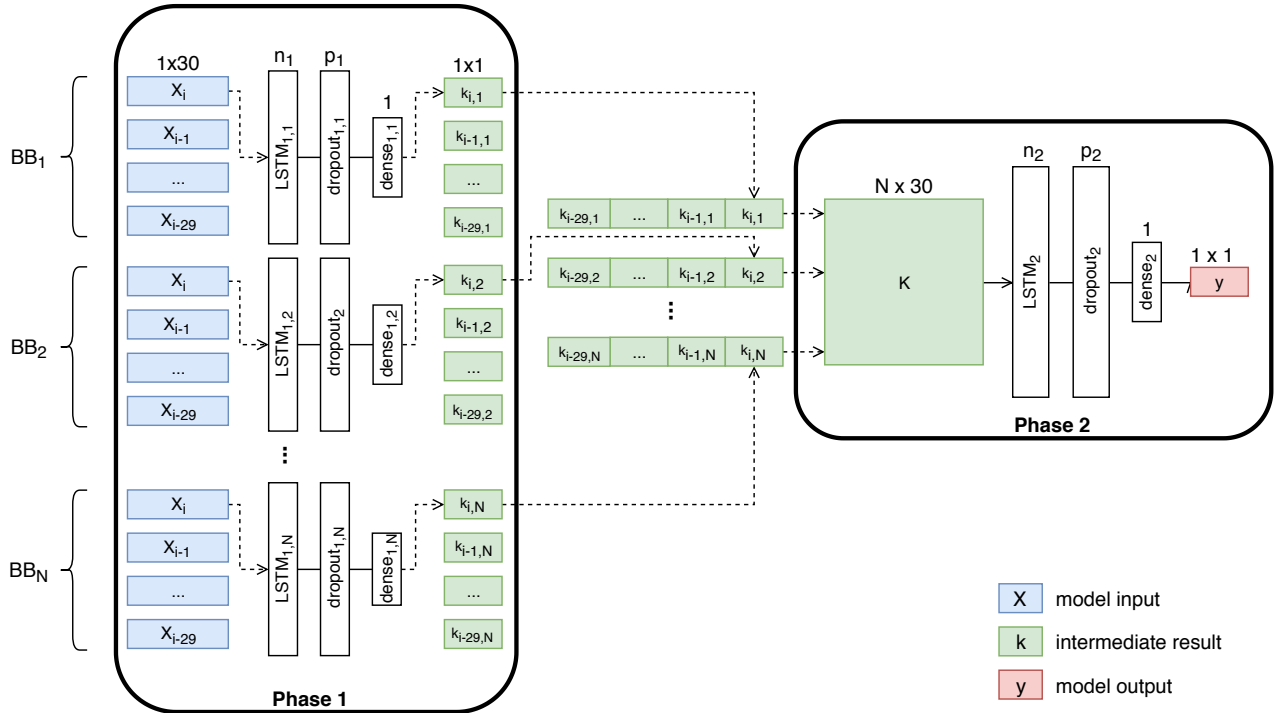 1x30
n₁
p₁
1
1x1
BB₁
Xᵢ
Xᵢ₋₁
...
Xᵢ₋₂₉
LSTM₁,₁
dropout₁,₁
dense₁,₁
kᵢ,₁
kᵢ₋₁,₁
...
kᵢ₋₂₉,₁
BB₂
Xᵢ
Xᵢ₋₁
...
Xᵢ₋₂₉
LSTM₁,₂
dropout₂
dense₁,₂
kᵢ,₂
kᵢ₋₁,₂
...
kᵢ₋₂₉,₂
...
BB_N
Xᵢ
Xᵢ₋₁
...
Xᵢ₋₂₉
LSTM₁,N
dropout₁,N
dense₁,N
kᵢ,N
kᵢ₋₁,N
...
kᵢ₋₂₉,N
Phase 1
kᵢ₋₂₉,₁ ... kᵢ₋₁,₁ kᵢ,₁
kᵢ₋₂₉,₂ ... kᵢ₋₁,₂ kᵢ,₂
...
kᵢ₋₂₉,N ... kᵢ₋₁,N kᵢ,N
N x 30
K
n₂
p₂
1
1 x 1
LSTM₂
dropout₂
dense₂
y
Phase 2
X model input
k intermediate result
y model output